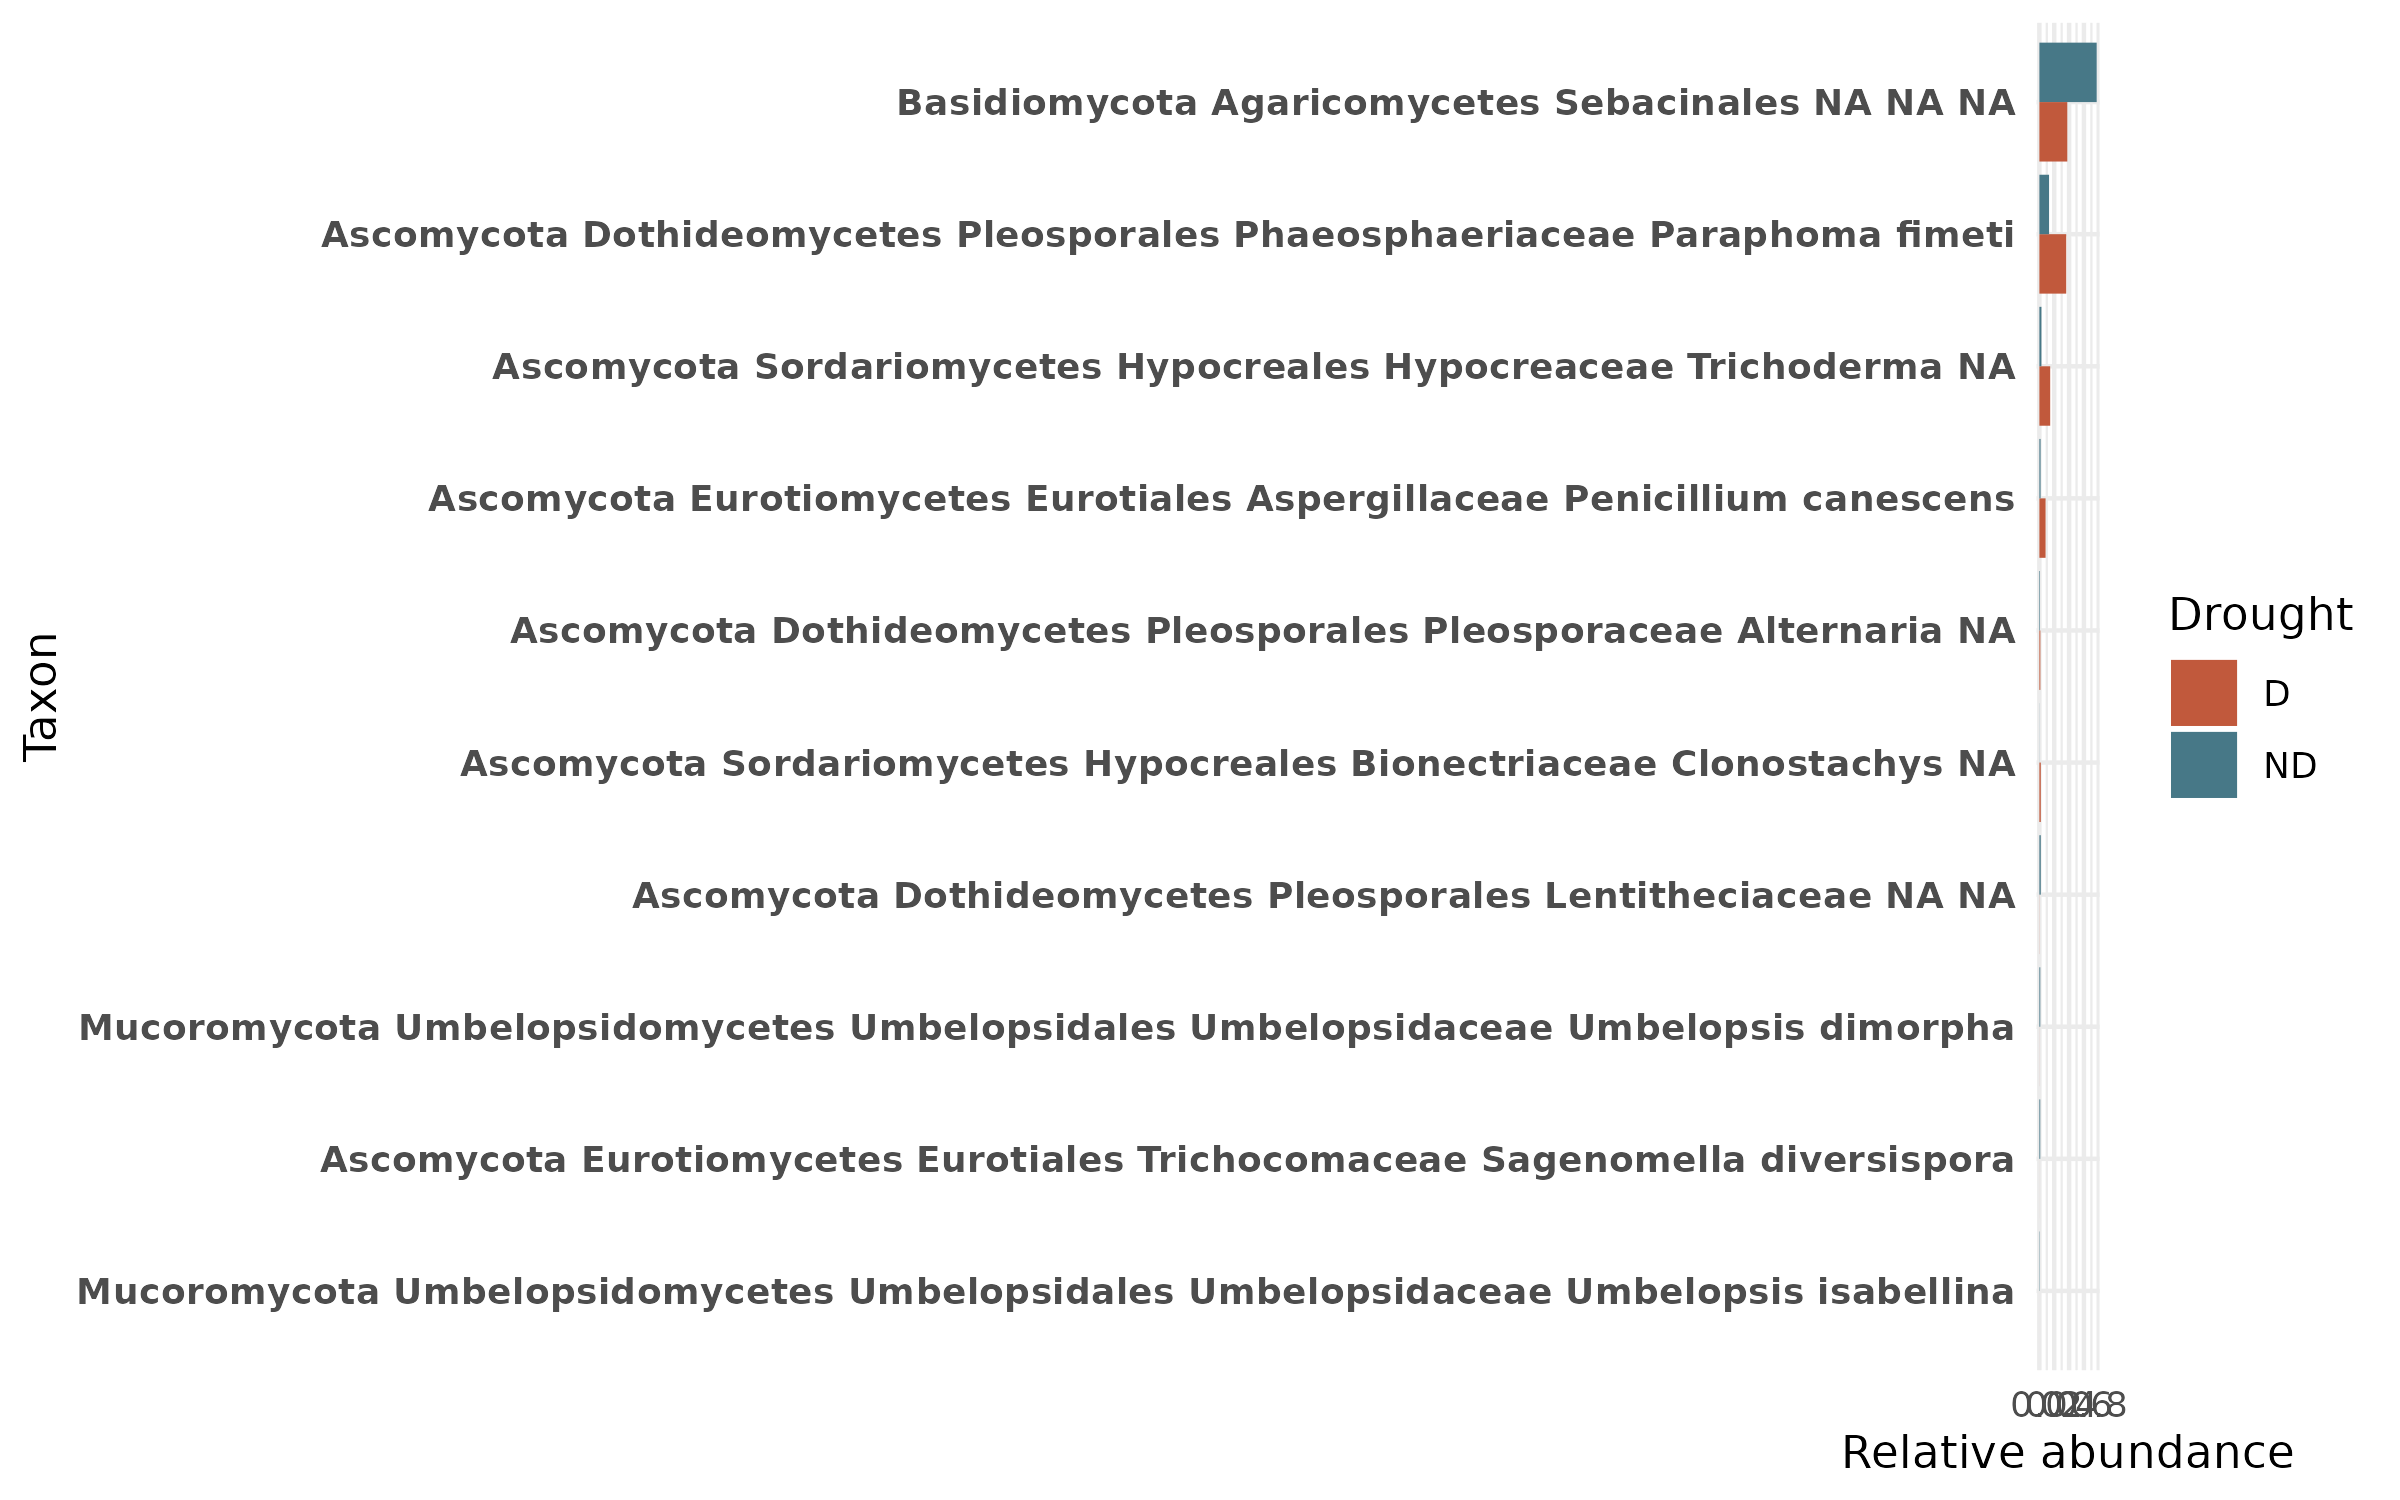 Basidiomycota Agaricomycetes Sebacinales NA NA NA
Ascomycota Dothideomycetes Pleosporales Phaeosphaeriaceae Paraphoma fimeti
Ascomycota Sordariomycetes Hypocreales Hypocreaceae Trichoderma NA
Ascomycota Eurotiomycetes Eurotiales Aspergillaceae Penicillium canescens
Ascomycota Dothideomycetes Pleosporales Pleosporaceae Alternaria NA
Ascomycota Sordariomycetes Hypocreales Bionectriaceae Clonostachys NA
Ascomycota Dothideomycetes Pleosporales Lentitheciaceae NA NA
Mucoromycota Umbelopsidomycetes Umbelopsidales Umbelopsidaceae Umbelopsis dimorpha
Ascomycota Eurotiomycetes Eurotiales Trichocomaceae Sagenomella diversispora
Mucoromycota Umbelopsidomycetes Umbelopsidales Umbelopsidaceae Umbelopsis isabellina
Taxon
Relative abundance
Drought
D
ND